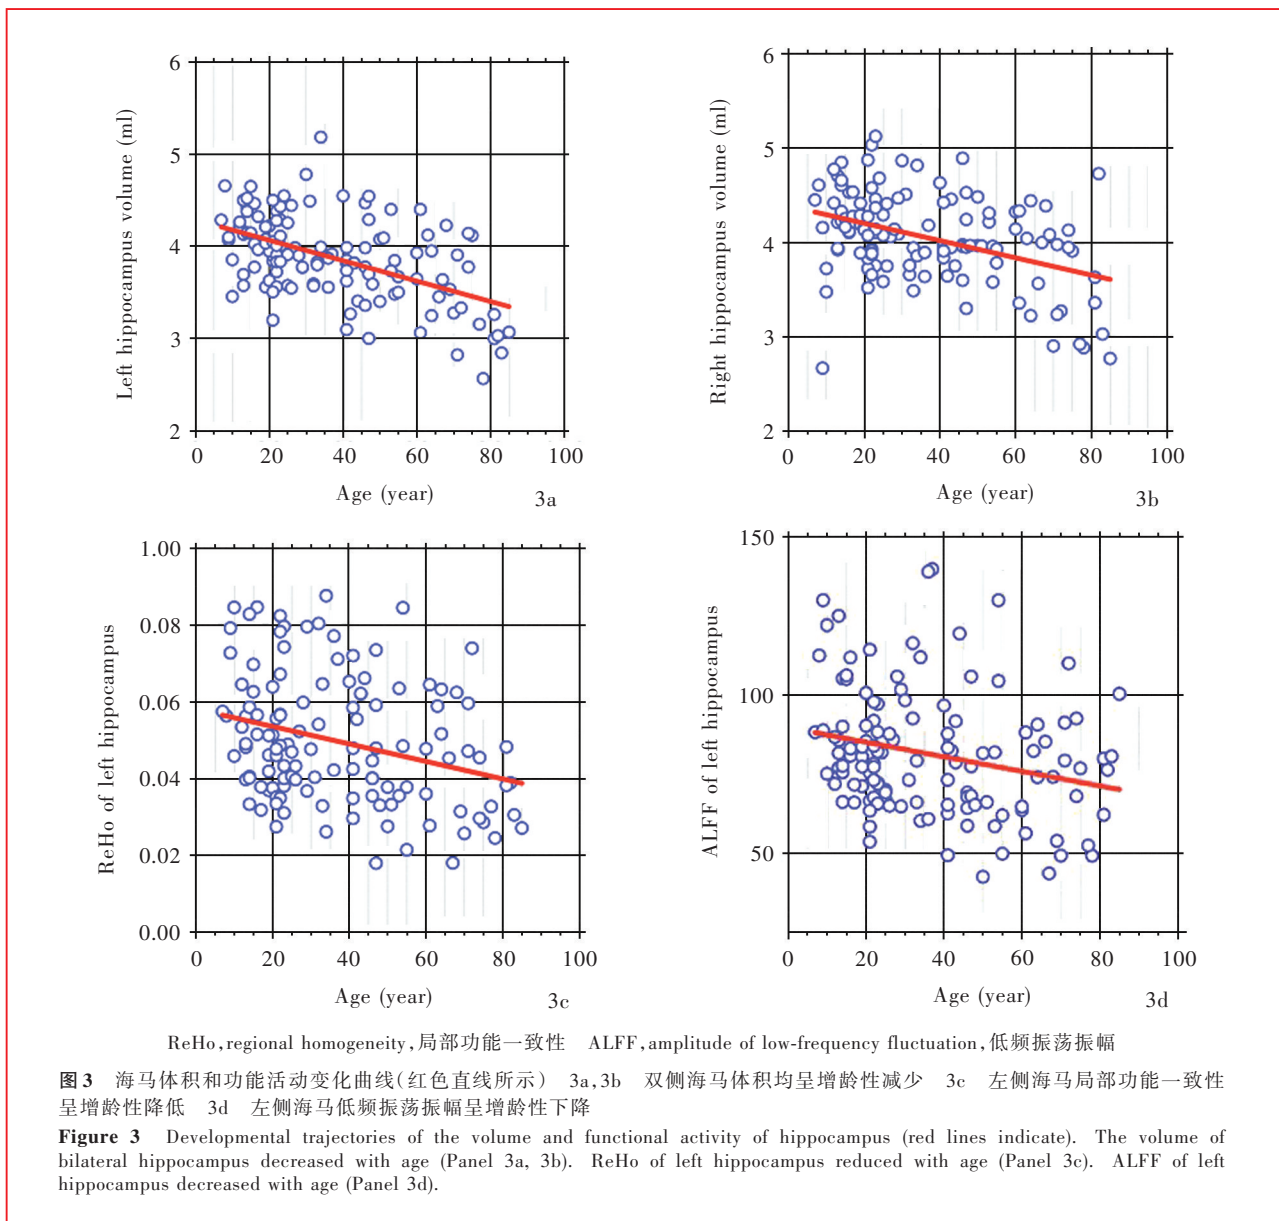 6
5
4
3
2
Left hippocampus volume (ml)
0 20 40 60 80 100
Age (year)
3a
6
5
4
3
2
Right hippocampus volume (ml)
0 20 40 60 80 100
Age (year)
3b
1.00
0.08
0.06
0.04
0.02
0.00
ReHo of left hippocampus
0 20 40 60 80 100
Age (year)
3c
150
100
50
ALFF of left hippocampus
0 20 40 60 80 100
Age (year)
3d
ReHo,regional homogeneity,局部功能一致性 ALFF,amplitude of low-frequency fluctuation,低频振荡振幅
图3 海马体积和功能活动变化曲线(红色直线所示) 3a,3b 双侧海马体积均呈增龄性减少 3c 左侧海马局部功能一致性
呈增龄性降低 3d 左侧海马低频振荡振幅呈增龄性下降
Figure 3 Developmental trajectories of the volume and functional activity of hippocampus (red lines indicate). The volume of
bilateral hippocampus decreased with age (Panel 3a, 3b). ReHo of left hippocampus reduced with age (Panel 3c). ALFF of left
hippocampus decreased with age (Panel 3d).